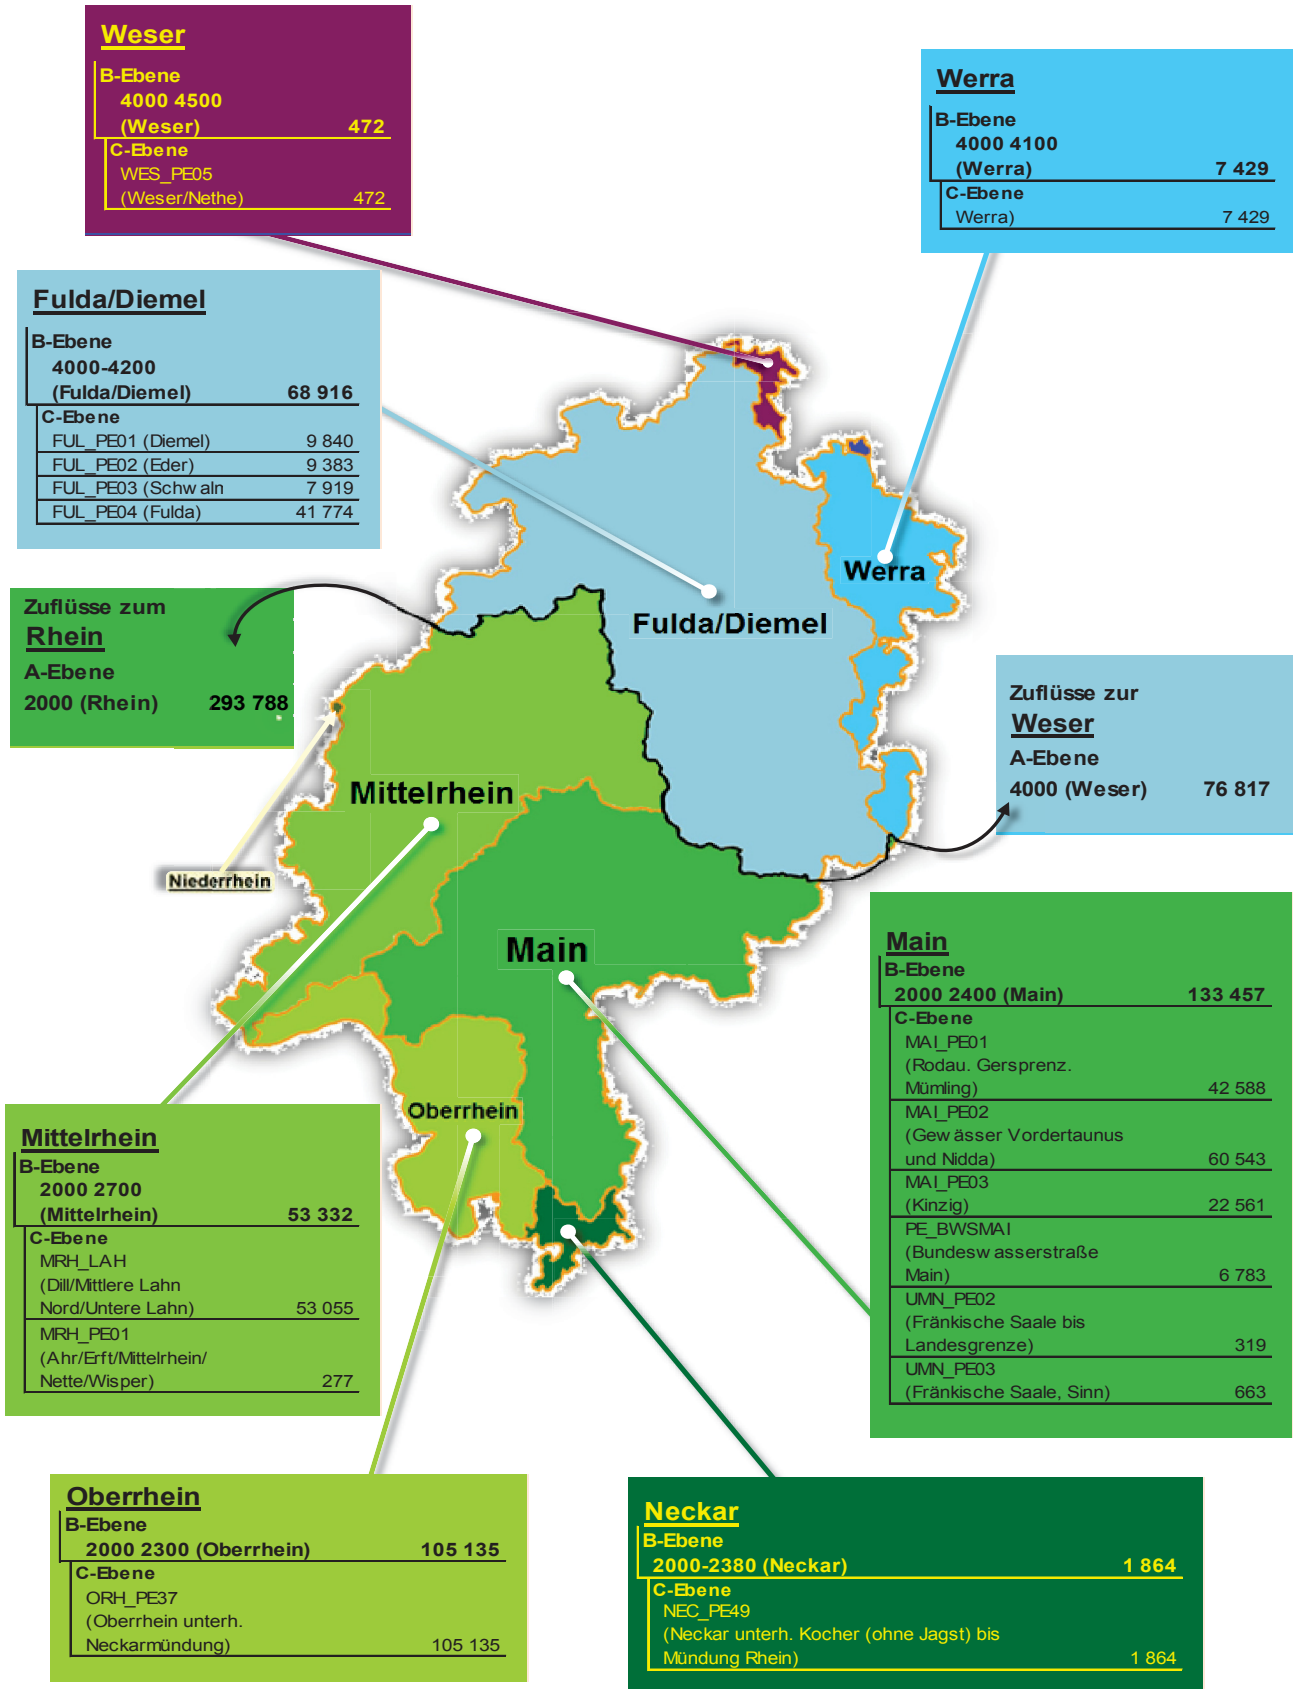 Weser
B-Ebene
4000 4500
(Weser) 472
C-Ebene
WES_PE05
(Weser/Nethe) 472
Werra
B-Ebene
4000 4100
(Werra) 7 429
C-Ebene
Werra) 7 429
Fulda/Diemel
B-Ebene
4000-4200
(Fulda/Diemel) 68 916
C-Ebene
FUL_PE01 (Diemel) 9 840
FUL_PE02 (Eder) 9 383
FUL_PE03 (Schwaln 7 919
FUL_PE04 (Fulda) 41 774
Werra
Fulda/Diemel
Zuflüsse zum
Rhein
A-Ebene
2000 (Rhein) 293 788
Zuflüsse zur
Weser
A-Ebene
4000 (Weser) 76 817
Mittelrhein
Niederrhein
Main
Oberrhein
Main
B-Ebene
2000 2400 (Main) 133 457
C-Ebene
MAI_PE01
(Rodau. Gersprenz.
Mümling) 42 588
MAI_PE02
(Gewässer Vordertaunus
und Nidda) 60 543
MAI_PE03
(Kinzig) 22 561
PE_BWSMAI
(Bundeswasserstraße
Main) 6 783
UMN_PE02
(Fränkische Saale bis
Landesgrenze) 319
UMN_PE03
(Fränkische Saale, Sinn) 663
Mittelrhein
B-Ebene
2000 2700
(Mittelrhein) 53 332
C-Ebene
MRH_LAH
(Dill/Mittlere Lahn
Nord/Untere Lahn) 53 055
MRH_PE01
(Ahr/Erft/Mittelrhein/
Nette/Wisper) 277
Oberrhein
B-Ebene
2000 2300 (Oberrhein) 105 135
C-Ebene
ORH_PE37
(Oberrhein unterh.
Neckarmündung) 105 135
Neckar
B-Ebene
2000-2380 (Neckar) 1 864
C-Ebene
NEC_PE49
(Neckar unterh. Kocher (ohne Jagst) bis
Mündung Rhein) 1 864